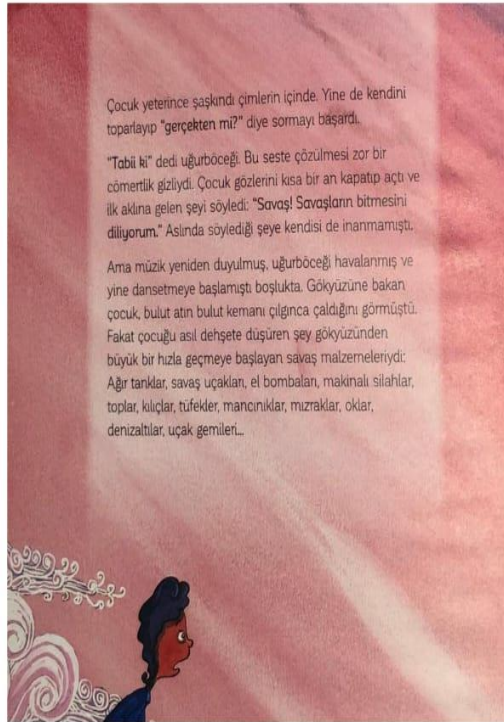 Çocuk yeterince şaşkındı çimlerin içinde. Yine de kendini
toparlayıp "gerçekten mi?" diye sormayı başardı.
"Tabii ki" dedi uğurböceği. Bu seste çözülmesi zor bir
cömertlik gizliydi. Çocuk gözlerini kısa bir an kapatıp açtı ve
ilk aklına gelen şeyi söyledi: "Savaş! Savaşların bitmesini
diliyorum." Aslında söylediği şeye kendisi de inanmamıştı.
Ama müzik yeniden duyulmuş, uğurböceği havalanmış ve
yine dansetmeye başlamıştı boşlukta. Gökyüzüne bakan
çocuk, bulut atın bulut kemanı çılgınca çaldığını görmüştü.
Fakat çocuğu asıl dehşete düşüren şey gökyüzünden
büyük bir hızla geçmeye başlayan savaş malzemeleriydi:
Ağır tanklar, savaş uçakları, el bombaları, makinalı silahlar,
toplar, kılıçlar, tüfekler, mancınıklar, mızraklar, oklar,
denizaltılar, uçak gemileri...